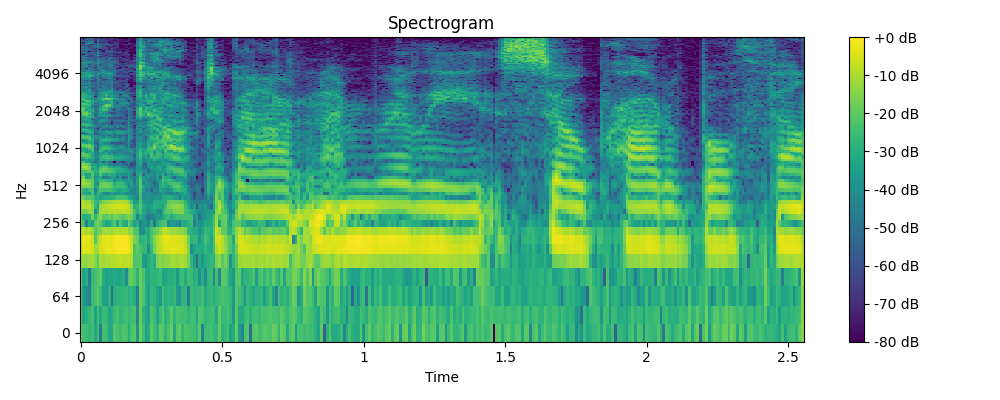 Spectrogram
Hz
4096
2048
1024
512
256
128
64
0
0
0.5
1
1.5
2
2.5
Time
+0 dB
-10 dB
-20 dB
-30 dB
-40 dB
-50 dB
-60 dB
-70 dB
-80 dB